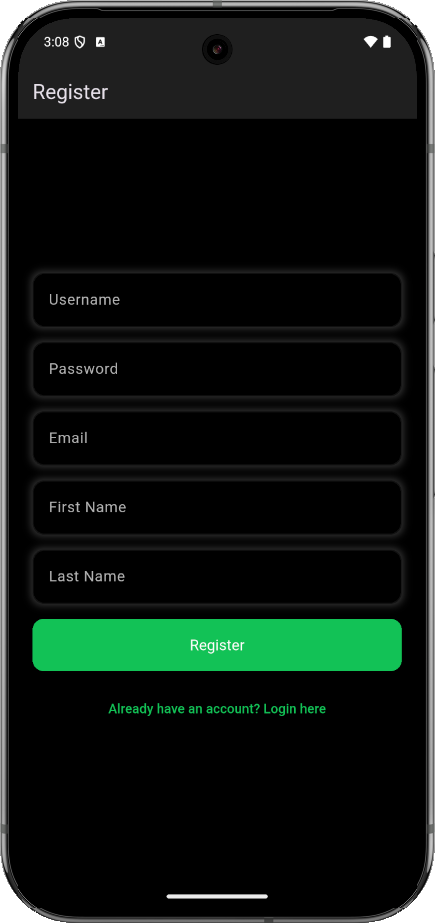 3:08
Register
Username
Password
Email
First Name
Last Name
Register
Already have an account? Login here